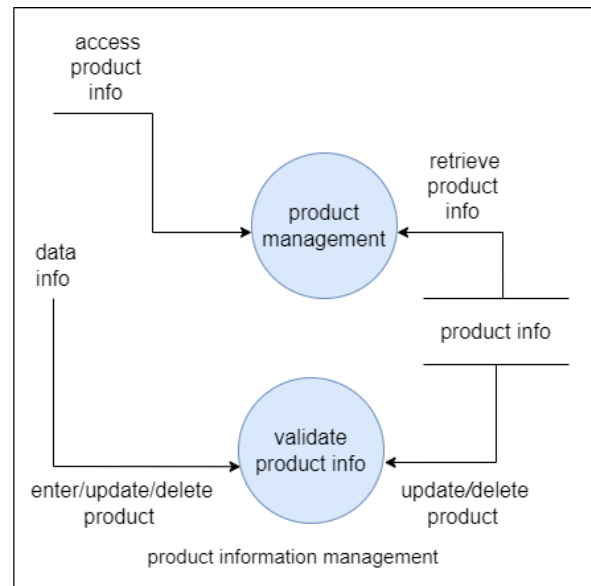 access
product
info
retrieve
product
info
product
management
data
info
product info
validate
product info
enter/update/delete
product
update/delete
product
product information management